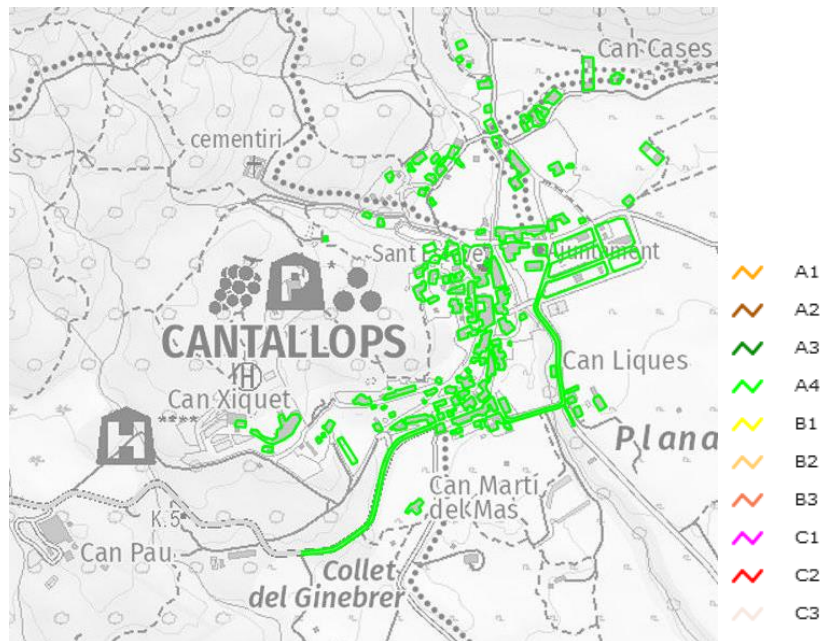 Can Cases
cementiri
Sant Esteve
Ajuntament
P
CANTALLOPS
H
Can Xiquet
Can Liques
****
H
Plana
Can Martí
del Mas
K.5
Can Pau
Collet
del Ginebrer
A1
A2
A3
A4
B1
B2
B3
C1
C2
C3